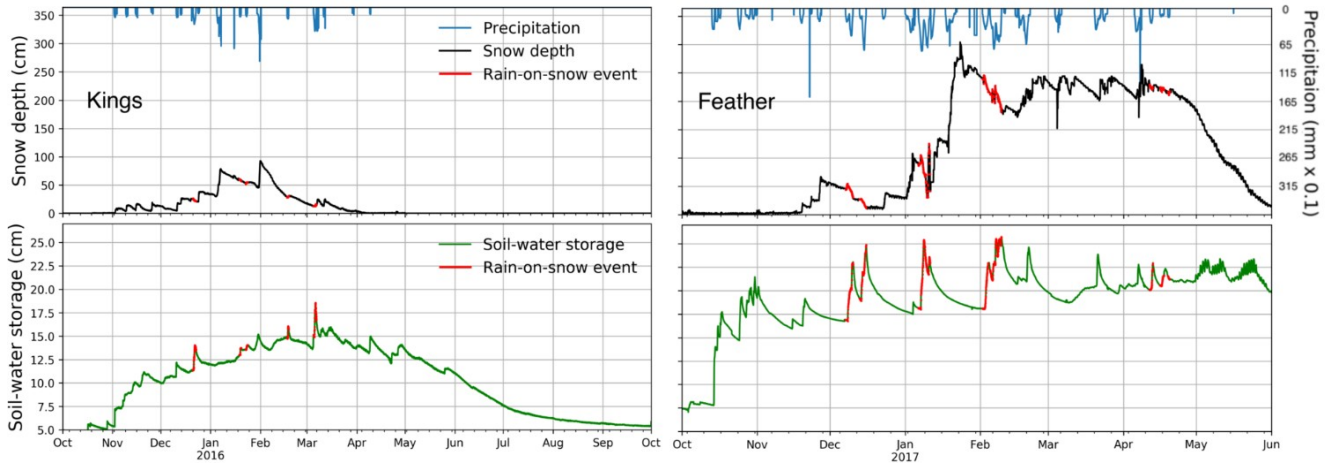 350
300
250
200
150
100
50
0
Snow depth (cm)
Precipitation
Snow depth
Rain-on-snow event
Kings
Feather
0
65
115
165
215
265
315
Precipitaion (mm x 0.1)
25.0
22.5
20.0
17.5
15.0
12.5
10.0
7.5
5.0
Soil-water storage (cm)
Soil-water storage
Rain-on-snow event
Oct Nov Dec Jan Feb Mar Apr May Jun Jul Aug Sep Oct
2016
Oct Nov Dec Jan Feb Mar Apr May Jun
2017